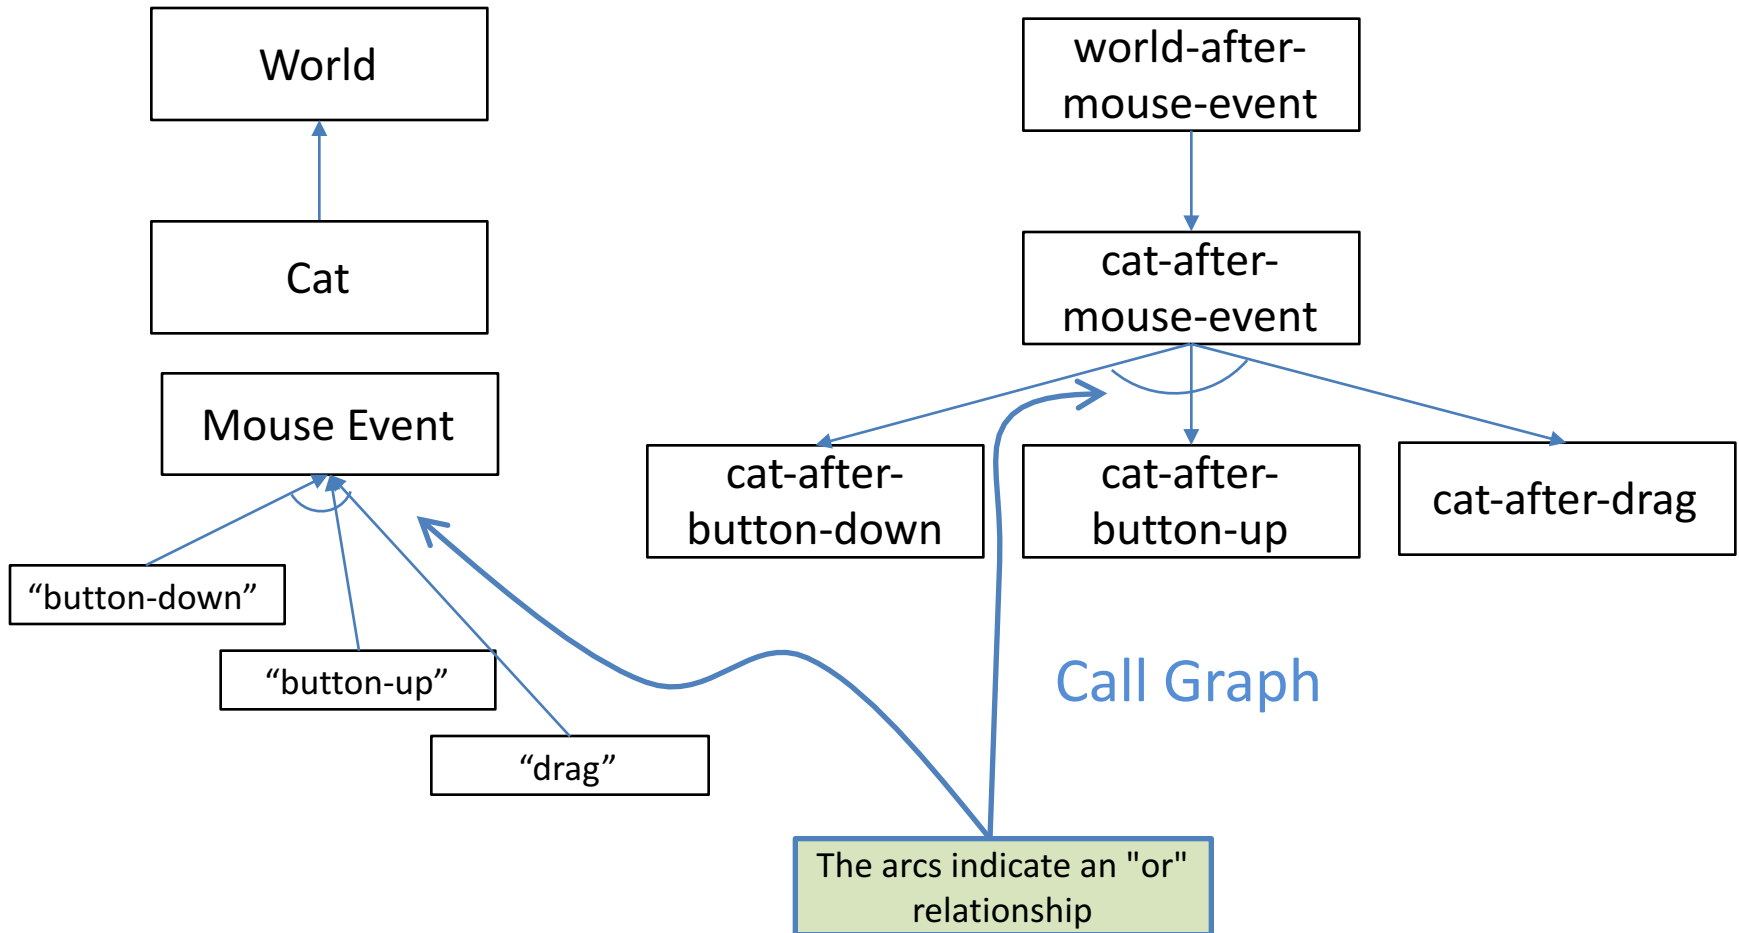 World
Cat
Mouse Event
“button-down”
“button-up”
“drag”
world-after-
mouse-event
cat-after-
mouse-event
cat-after-
button-down
cat-after-
button-up
cat-after-drag
Call Graph
The arcs indicate an "or"
relationship